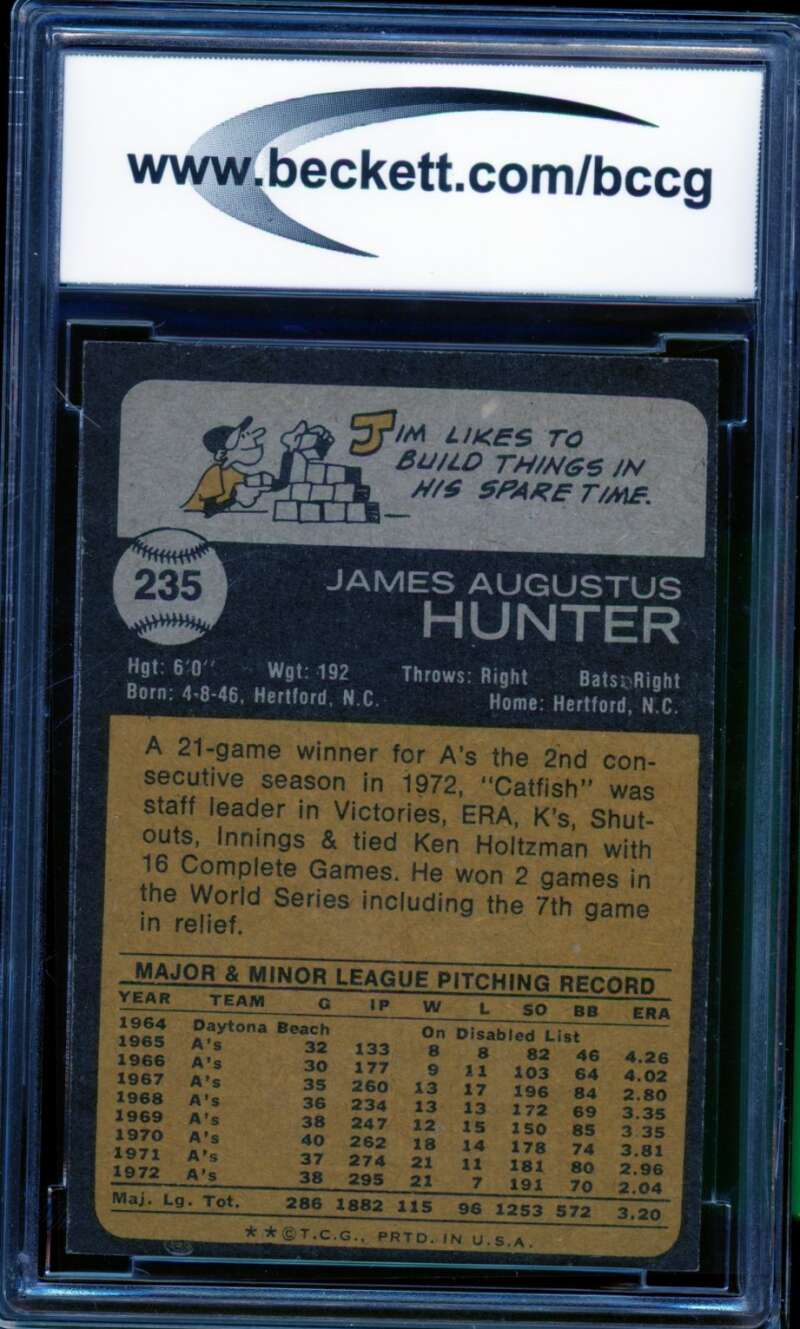 www.beckett.com/bccg
JIM LIKES TO
BUILD THINGS IN
HIS SPARE TIME.
235
JAMES AUGUSTUS
HUNTER
Hgt: 6'0" Wgt: 192 Throws: Right Bats: Right
Born: 4-8-46, Hertford, N.C. Home: Hertford, N.C.
A 21-game winner for A's the 2nd con-
secutive season in 1972, "Catfish" was
staff leader in Victories, ERA, K's, Shut-
outs, Innings & tied Ken Holtzman with
16 Complete Games. He won 2 games in
the World Series including the 7th game
in relief.
MAJOR & MINOR LEAGUE PITCHING RECORD
YEAR TEAM G IP W L SO BB ERA
1964 Daytona Beach On Disabled List
1965 A's 32 133 8 8 82 46 4.26
1966 A's 30 177 9 11 103 64 4.02
1967 A's 35 260 13 17 196 84 2.80
1968 A's 36 234 13 13 172 69 3.35
1969 A's 38 247 12 15 150 85 3.35
1970 A's 40 262 18 14 178 74 3.81
1971 A's 37 274 21 11 181 80 2.96
1972 A's 38 295 21 7 191 70 2.04
Maj. Lg. Tot. 286 1882 115 96 1253 572 3.20
**©T.C.G., PRTD. IN U.S.A.